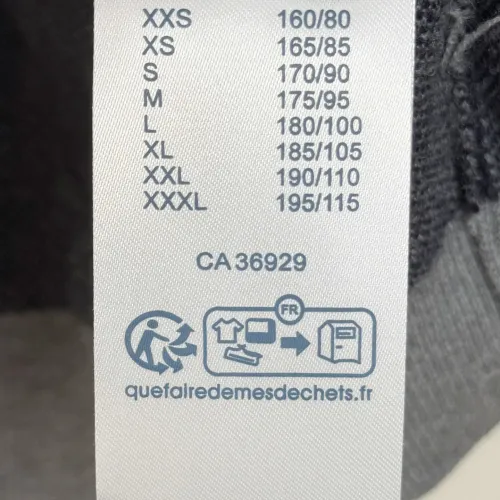 XXS 160/80
XS 165/85
S 170/90
M 175/95
L 180/100
XL 185/105
XXL 190/110
XXXL 195/115
CA 36929
FR
quefairedemesdechets.fr